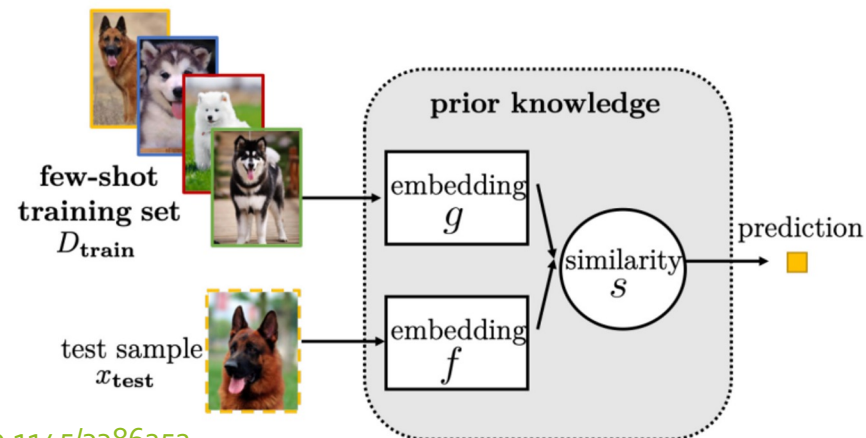 few-shot
training set
D_train
test sample
x_test
prior knowledge
embedding
g
embedding
f
similarity
s
prediction